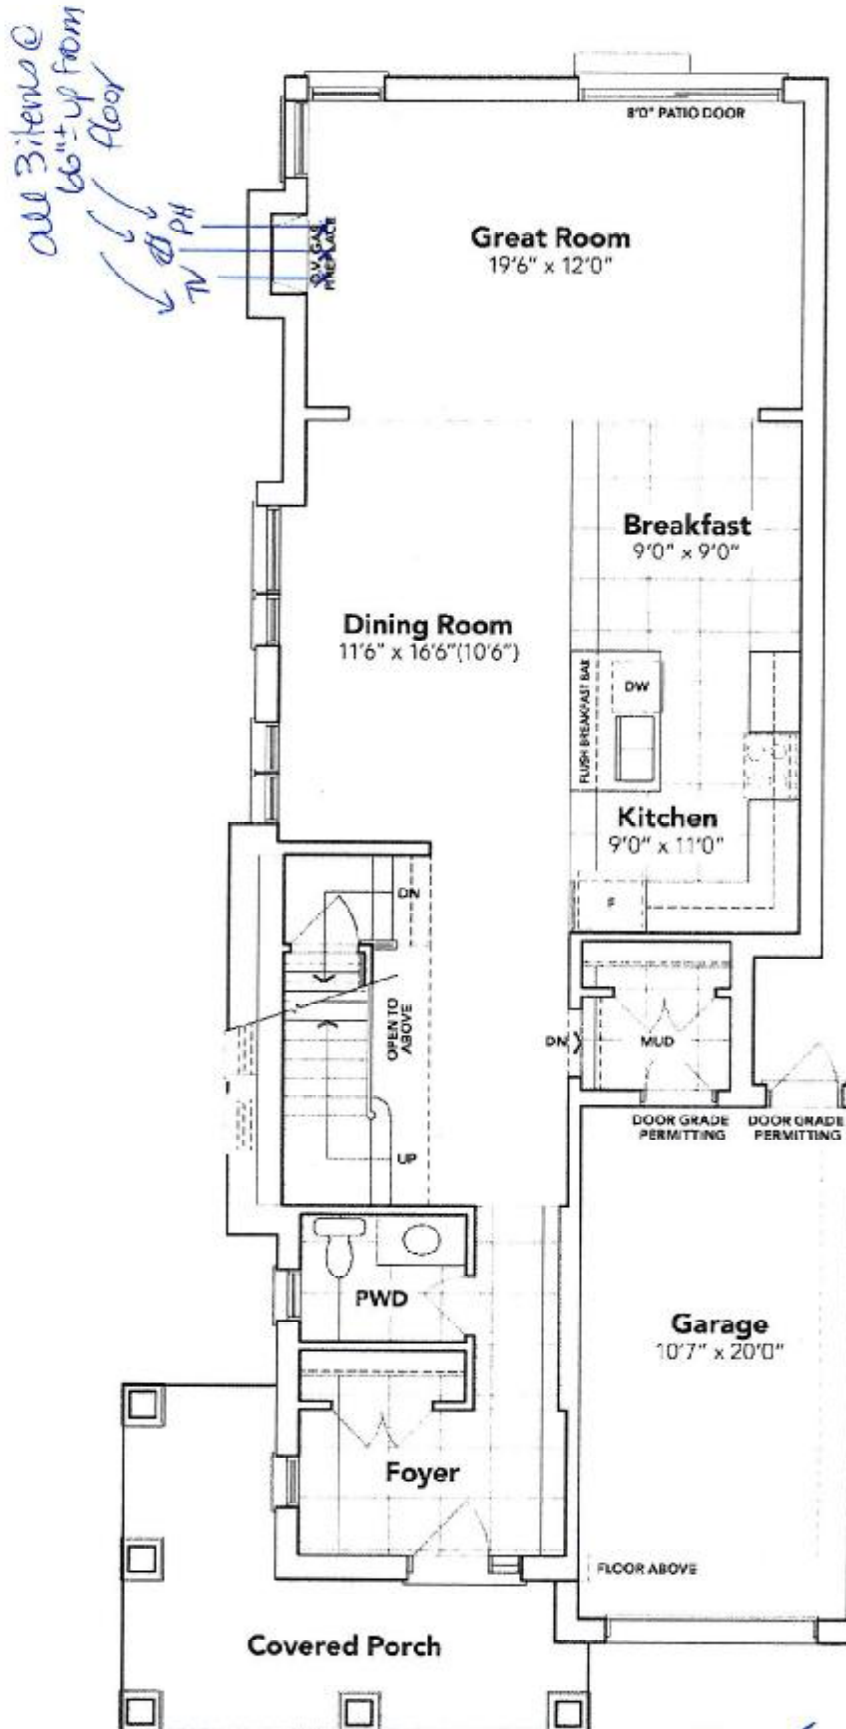 all 3 items @
66"± up from
floor
PH
TV
D.V. GAS
FIREPLACE
8'0" PATIO DOOR
Great Room
19'6" x 12'0"
Breakfast
9'0" x 9'0"
Dining Room
11'6" x 16'6"(10'6")
FLUSH BREAKFAST BAR
DW
Kitchen
9'0" x 11'0"
F
DN
OPEN TO
ABOVE
UP
DN
MUD
DOOR GRADE
PERMITTING
DOOR GRADE
PERMITTING
PWD
Garage
10'7" x 20'0"
Foyer
FLOOR ABOVE
Covered Porch